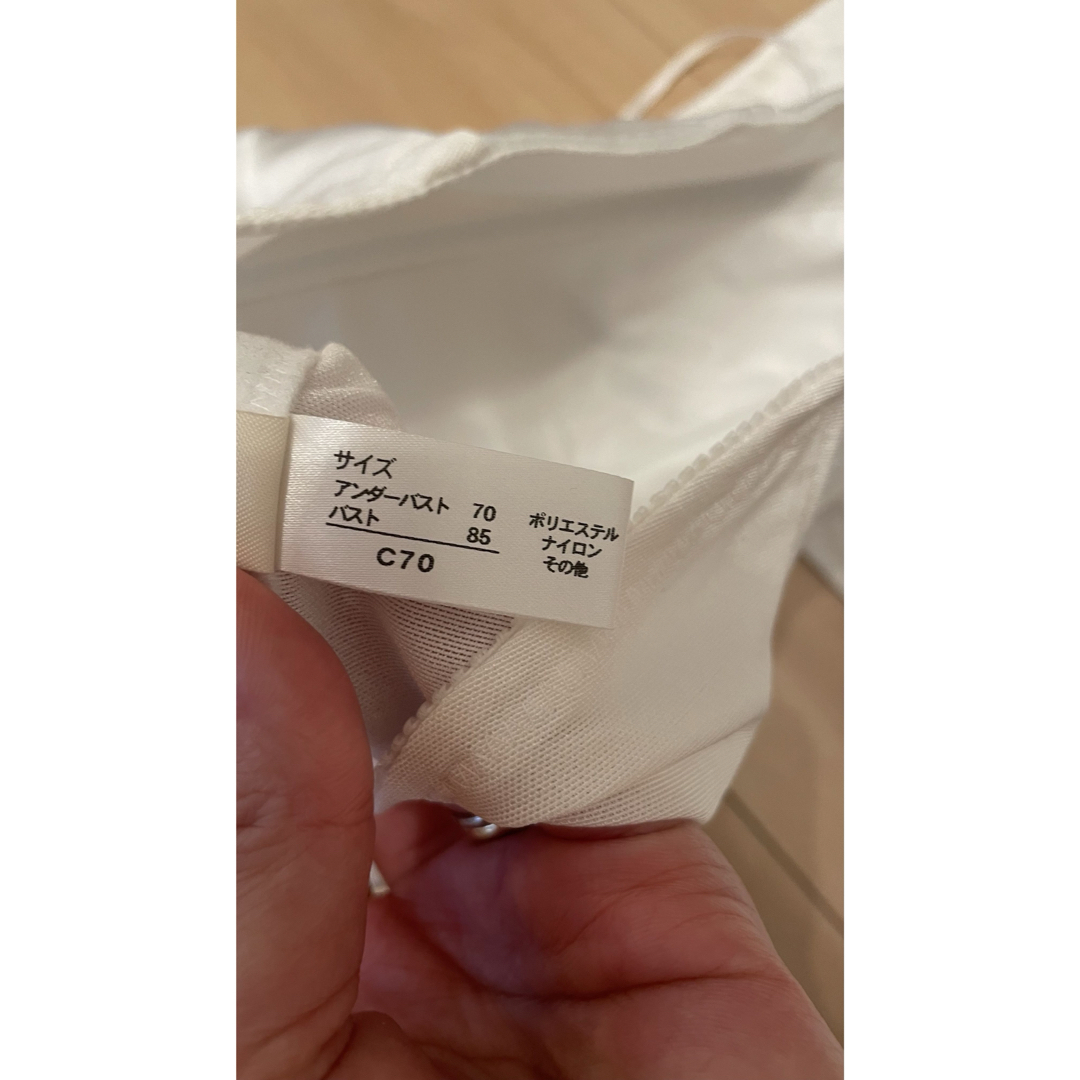 サイズ
アンダーバスト 70
バスト 85
C70
ポリエステル
ナイロン
その他